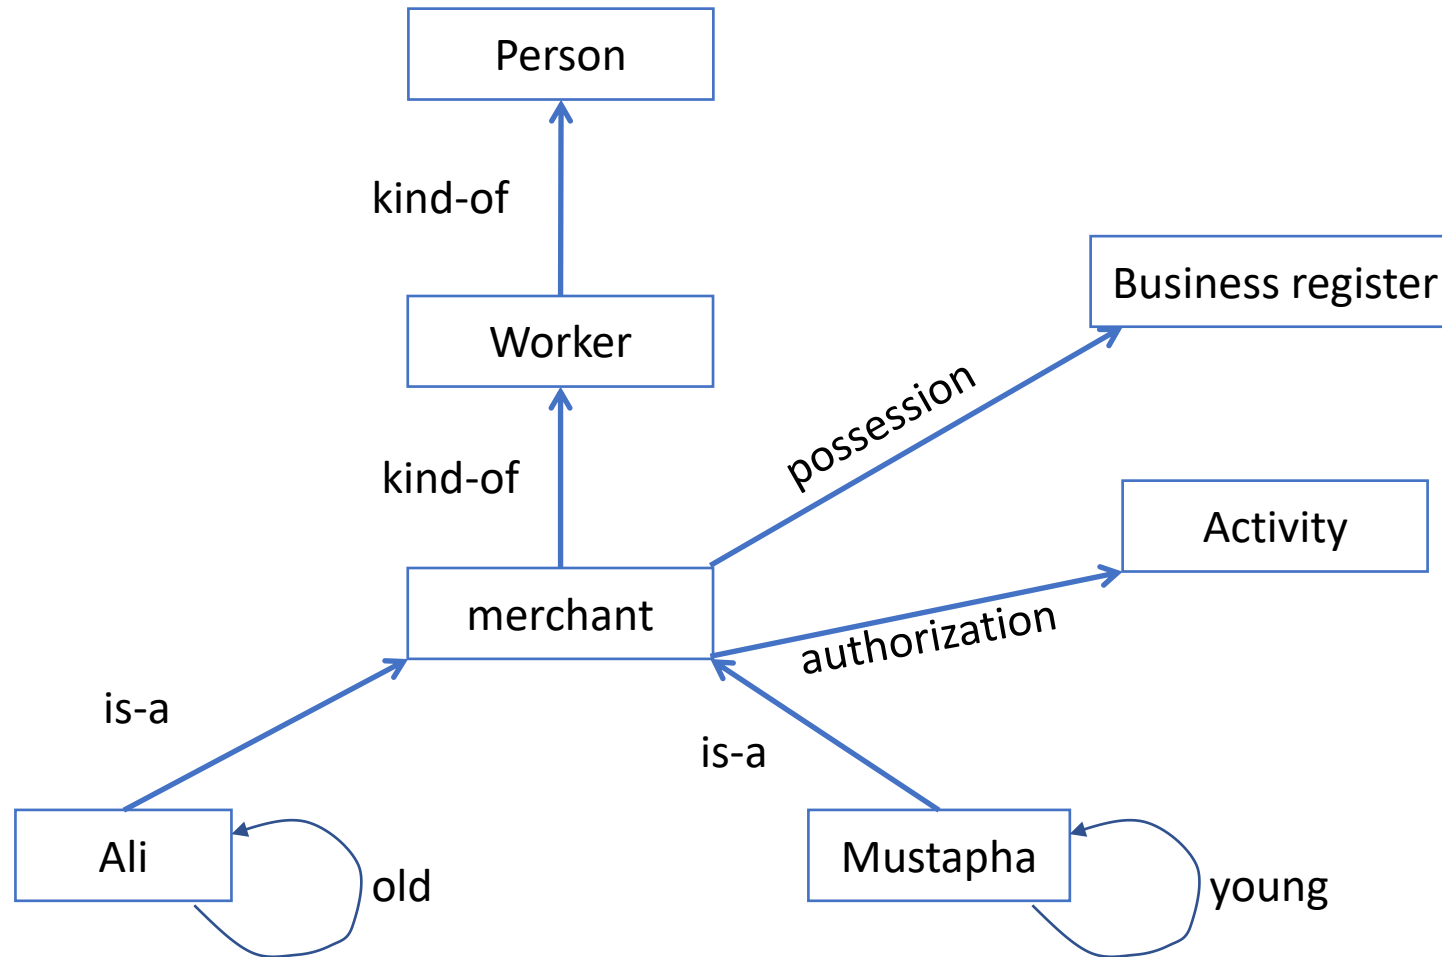 Person
kind-of
Business register
Worker
possession
kind-of
Activity
merchant
authorization
is-a
is-a
Ali
old
Mustapha
young